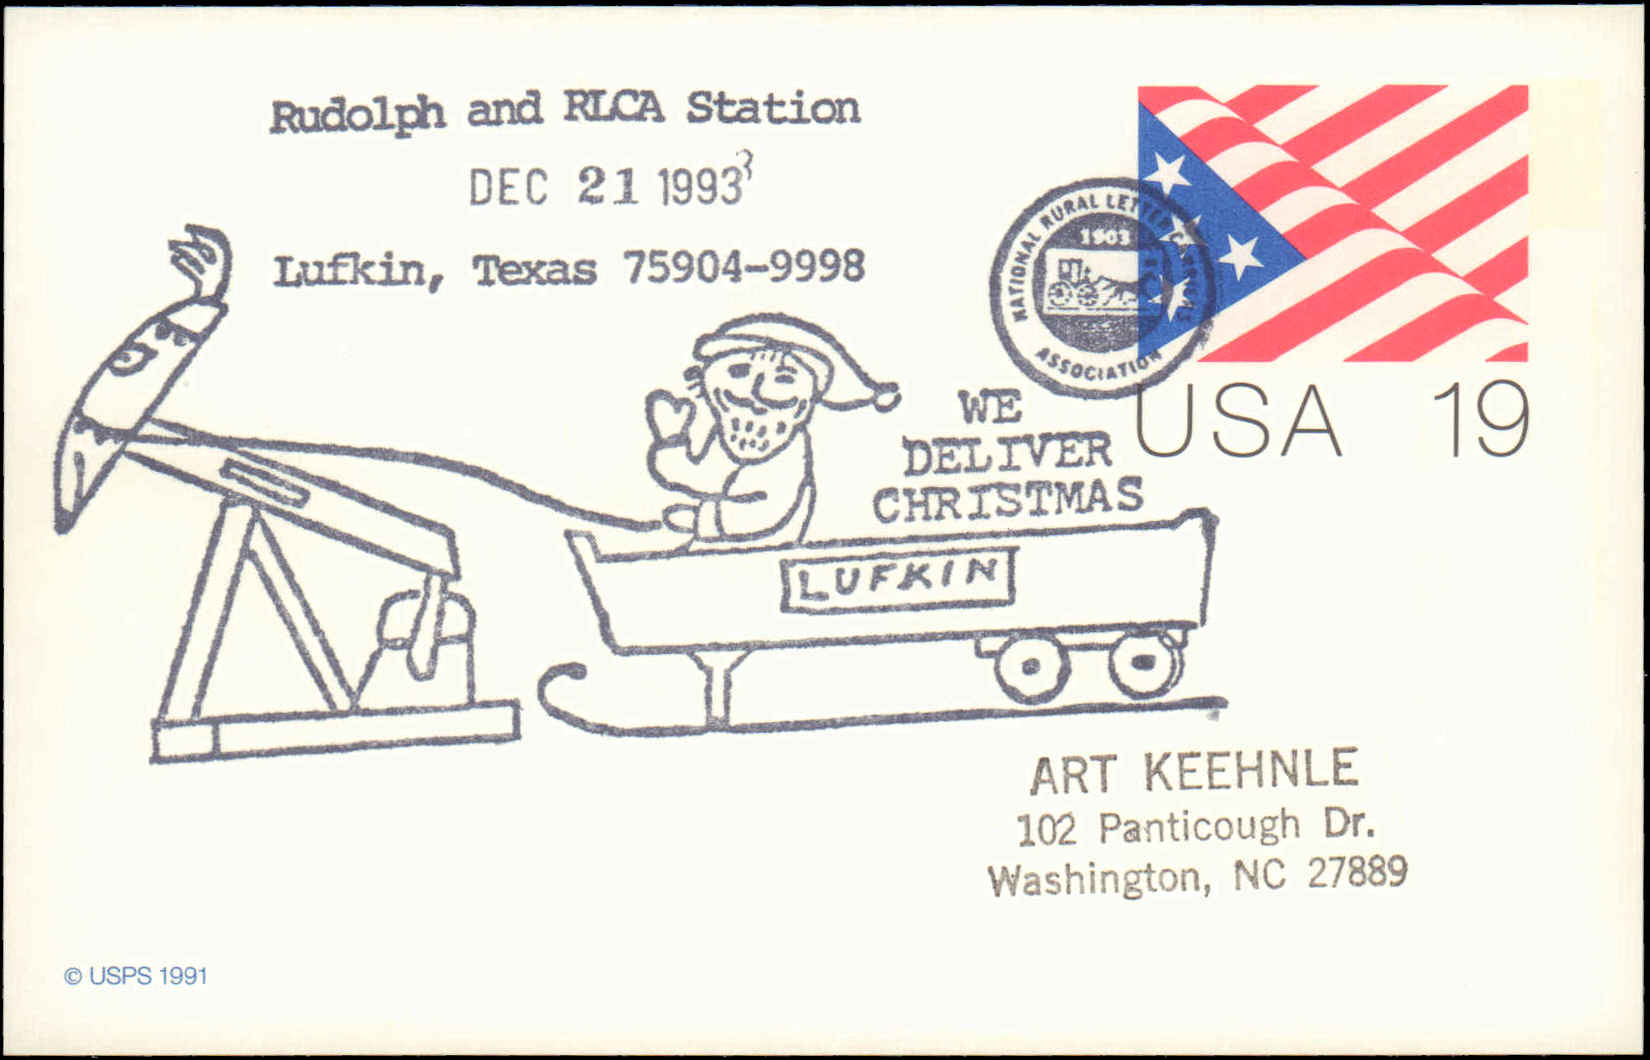 Rudolph and RLCA Station
DEC 21 1993
Lufkin, Texas 75904-9998
NATIONAL RURAL LETTER CARRIERS
1903
ASSOCIATION
USA 19
WE
DELIVER
CHRISTMAS
LUFKIN
ART KEEHNLE
102 Panticough Dr.
Washington, NC 27889
© USPS 1991